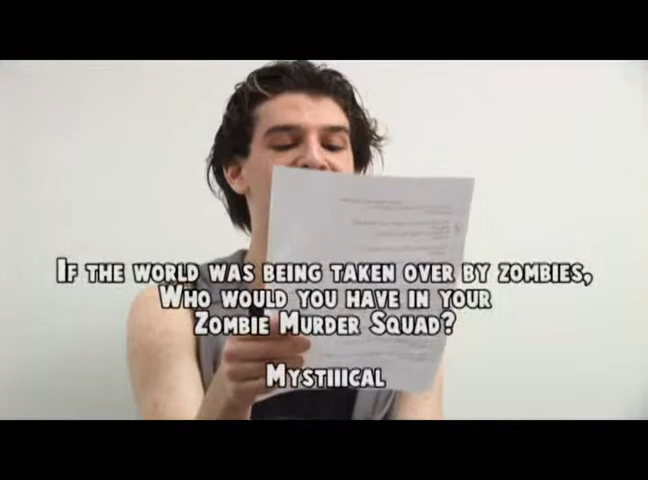 If the world was being taken over by zombies,
Who would you have in your
Zombie Murder Squad?
Mystiiical